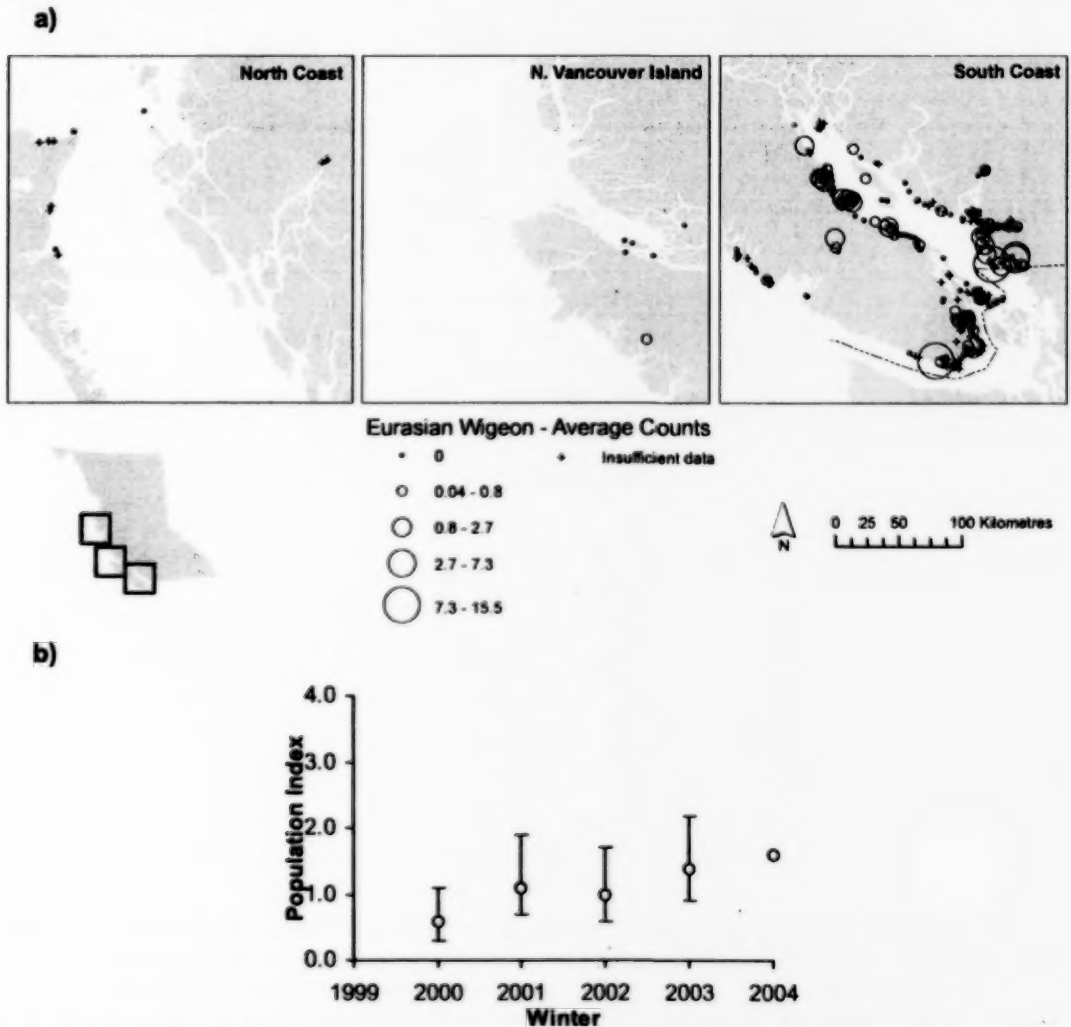 a)
North Coast
N. Vancouver Island
South Coast
Eurasian Wigeon - Average Counts
0
Insufficient data
0.04 - 0.8
0.8 - 2.7
2.7 - 7.3
7.3 - 15.5
N
0 25 50 100 Kilometres
b)
Population Index
4.0
3.0
2.0
1.0
0.0
1999 2000 2001 2002 2003 2004
Winter